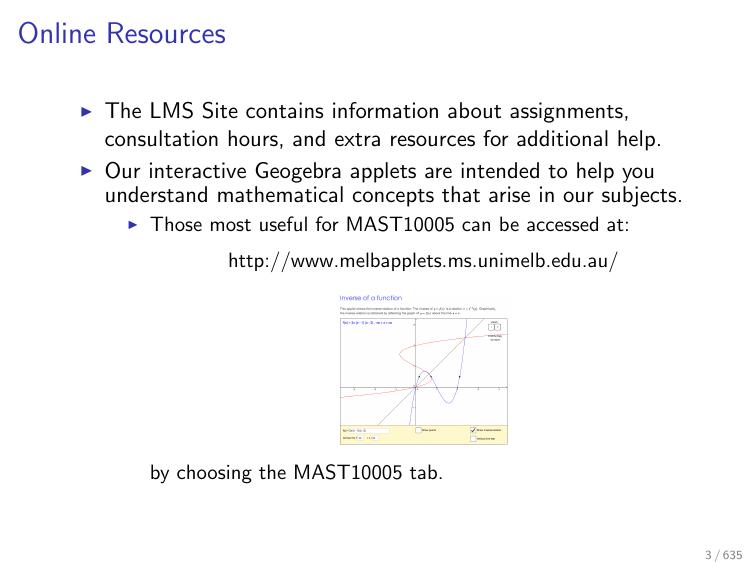 Online Resources
▶ The LMS Site contains information about assignments,
consultation hours, and extra resources for additional help.
▶ Our interactive Geogebra applets are intended to help you
understand mathematical concepts that arise in our subjects.
▶ Those most useful for MAST10005 can be accessed at:
http://www.melbapplets.ms.unimelb.edu.au/
Inverse of a function
by choosing the MAST10005 tab.
3 / 635